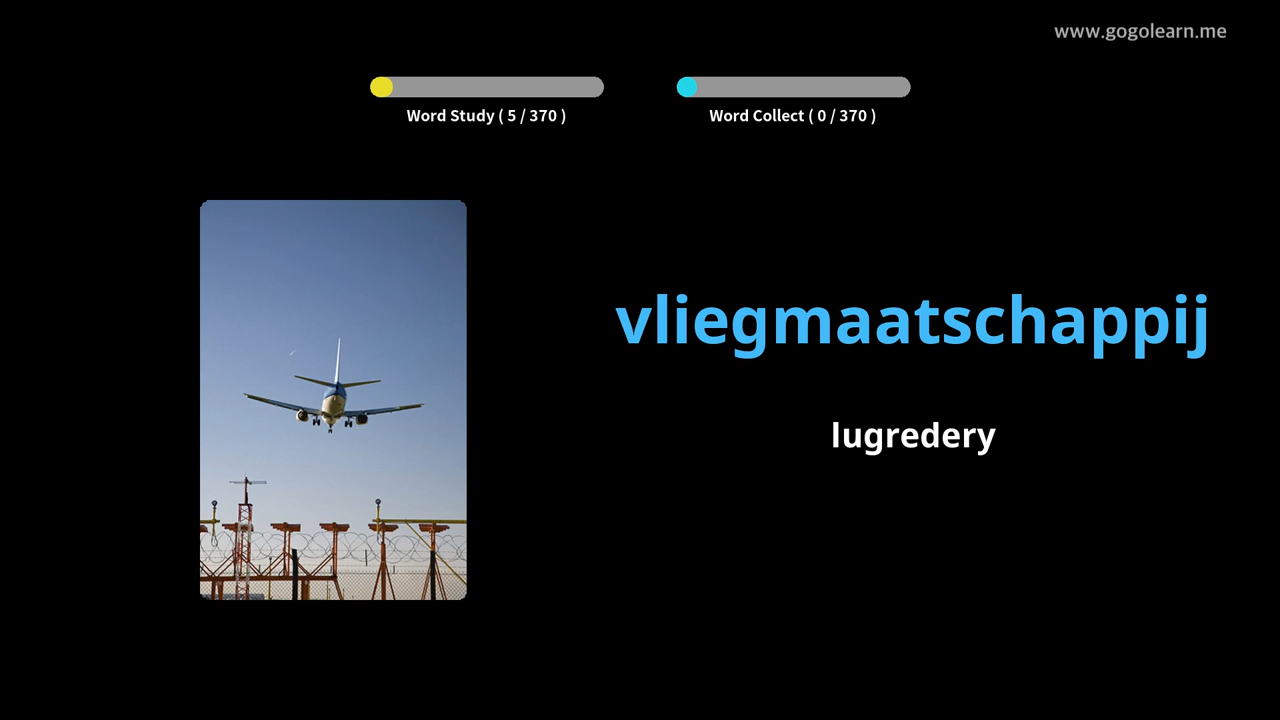 www.gogolearn.me
Word Study ( 5 / 370 )
Word Collect ( 0 / 370 )
vliegmaatschappij
lugredery